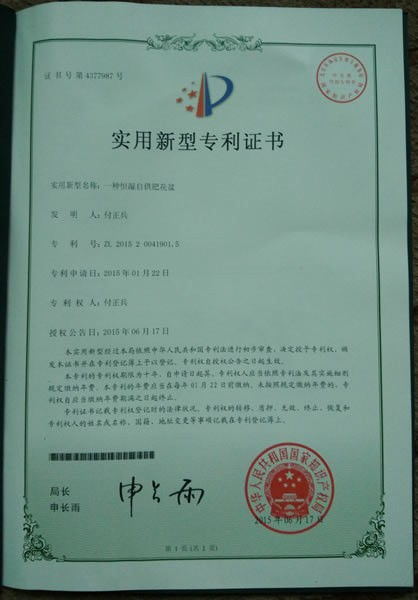 证书号第4377987号
实用新型专利证书
实用新型名称：一种恒湿自供肥花盆
发 明 人：付正兵
专 利 号：ZL 2015 2 0041901.5
专利申请日：2015年01月22日
专 利 权 人：付正兵
授权公告日：2015年06月17日
本实用新型经过本局依照中华人民共和国专利法进行初步审查，决定授予专利权，颁
发本证书并在专利登记簿上予以登记。专利权自授权公告之日起生效。
本专利的专利权期限为十年，自申请日起算。专利权人应当依照专利法及其实施细则
规定缴纳年费。本专利的年费应当在每年01月22日前缴纳。未按照规定缴纳年费的，专
利权自应当缴纳年费期满之日起终止。
专利证书记载专利权登记时的法律状况。专利权的转移、质押、无效、终止、恢复和
专利权人的姓名或名称、国籍、地址变更等事项记载在专利登记簿上。
局长
申长雨
申长雨
中华人民共和国国家知识产权局
2015年06月17日
第 1 页 (共 1 页)